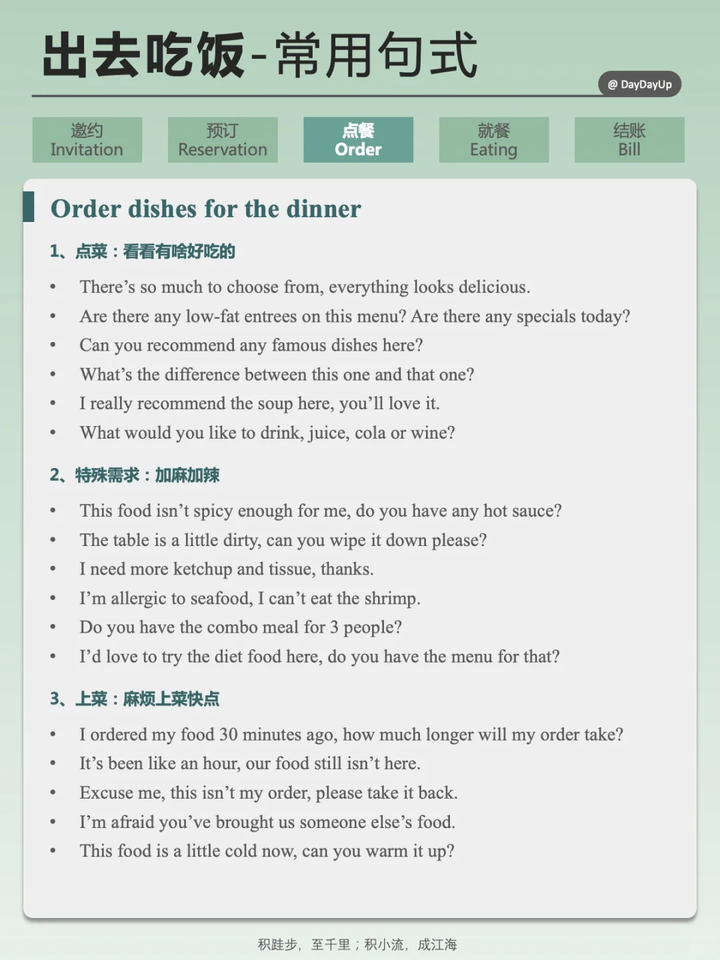 出去吃饭-常用句式
@ DayDayUp
邀约
Invitation
预订
Reservation
点餐
Order
就餐
Eating
结账
Bill
Order dishes for the dinner
1、点菜：看看有啥好吃的
• There’s so much to choose from, everything looks delicious.
• Are there any low-fat entrees on this menu? Are there any specials today?
• Can you recommend any famous dishes here?
• What’s the difference between this one and that one?
• I really recommend the soup here, you’ll love it.
• What would you like to drink, juice, cola or wine?
2、特殊需求：加麻加辣
• This food isn’t spicy enough for me, do you have any hot sauce?
• The table is a little dirty, can you wipe it down please?
• I need more ketchup and tissue, thanks.
• I’m allergic to seafood, I can’t eat the shrimp.
• Do you have the combo meal for 3 people?
• I’d love to try the diet food here, do you have the menu for that?
3、上菜：麻烦上菜快点
• I ordered my food 30 minutes ago, how much longer will my order take?
• It’s been like an hour, our food still isn’t here.
• Excuse me, this isn’t my order, please take it back.
• I’m afraid you’ve brought us someone else’s food.
• This food is a little cold now, can you warm it up?
积跬步，至千里；积小流，成江海